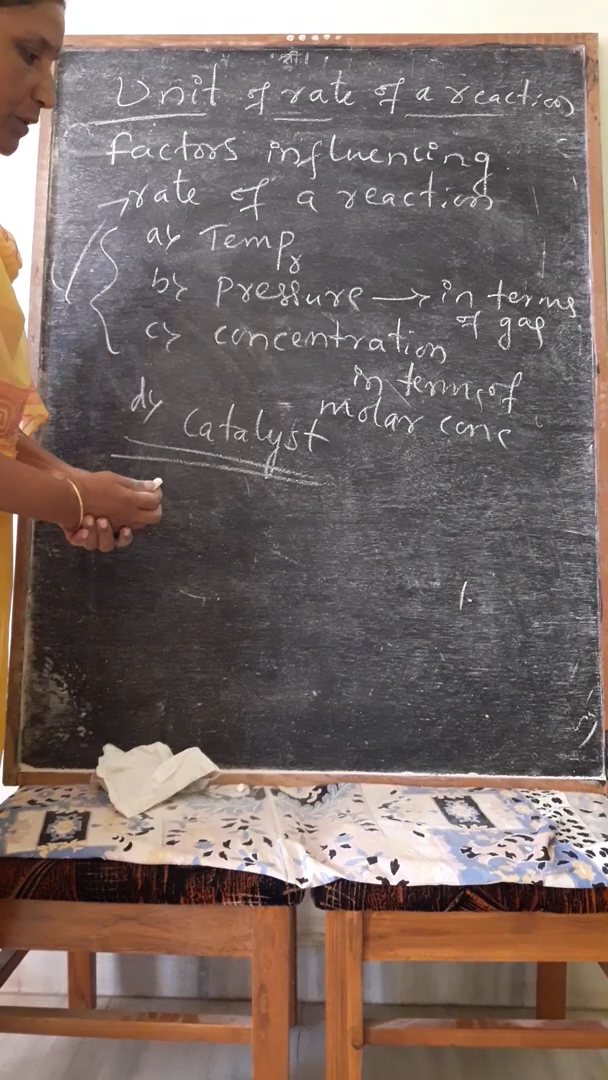 श्री
Unit of rate of a reaction
factors influencing
→ rate of a reaction
a) Tempr
b) pressure → in terms of gas
c) concentration
in terms of molar conc
d) Catalyst